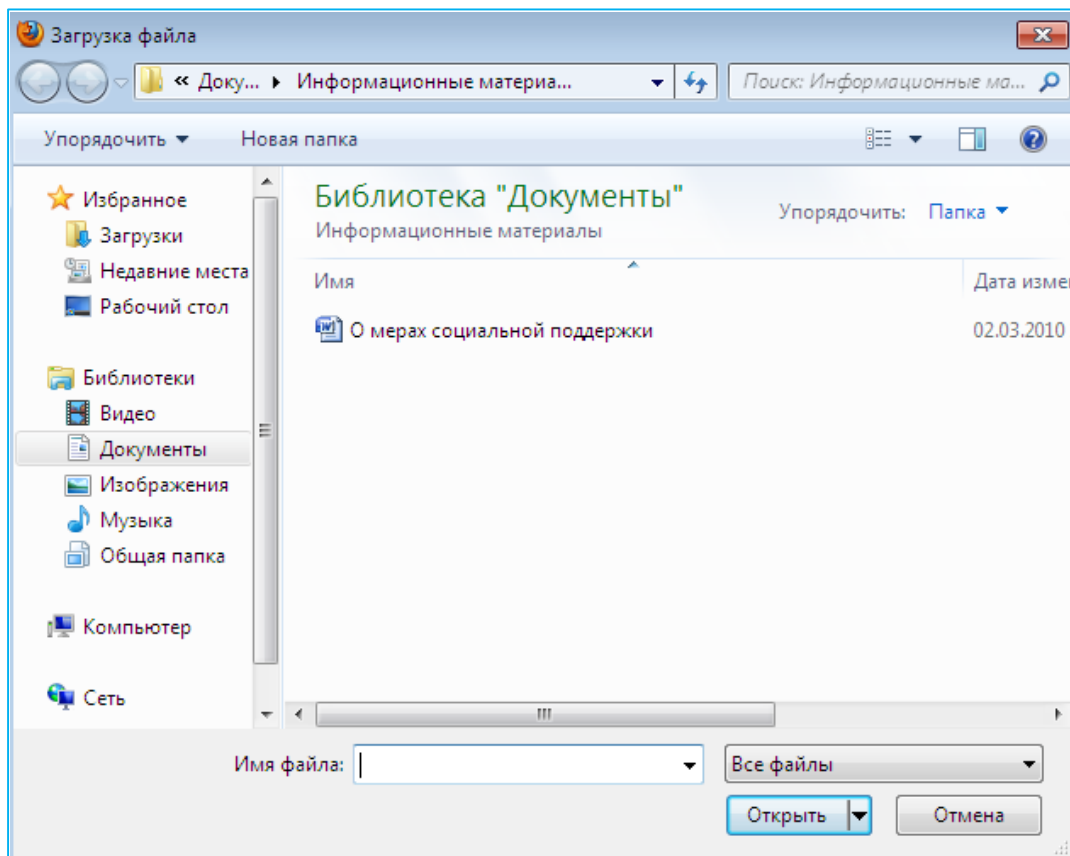 Загрузка файла
« Доку... Информационные материа...
Поиск: Информационные ма...
Упорядочить
Новая папка
Избранное
Загрузки
Недавние места
Рабочий стол
Библиотеки
Видео
Документы
Изображения
Музыка
Общая папка
Компьютер
Сеть
Библиотека "Документы"
Информационные материалы
Упорядочить: Папка
Имя
Дата изме
О мерах социальной поддержки
02.03.2010
Имя файла:
Все файлы
Открыть
Отмена